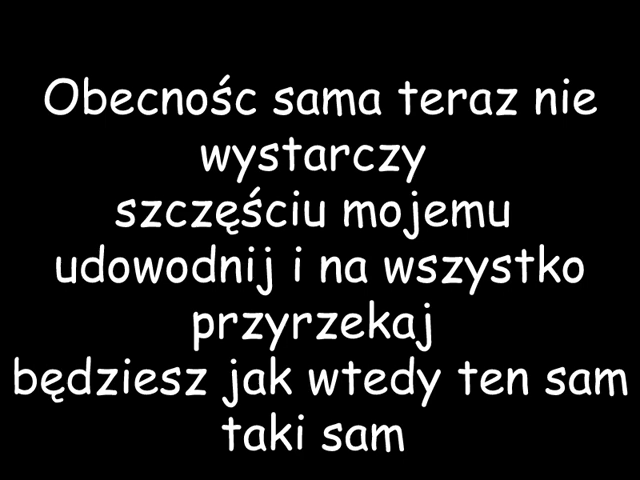 Obecnośc sama teraz nie
wystarczy
szczęściu mojemu
udowodnij i na wszystko
przyrzekaj
będziesz jak wtedy ten sam
taki sam